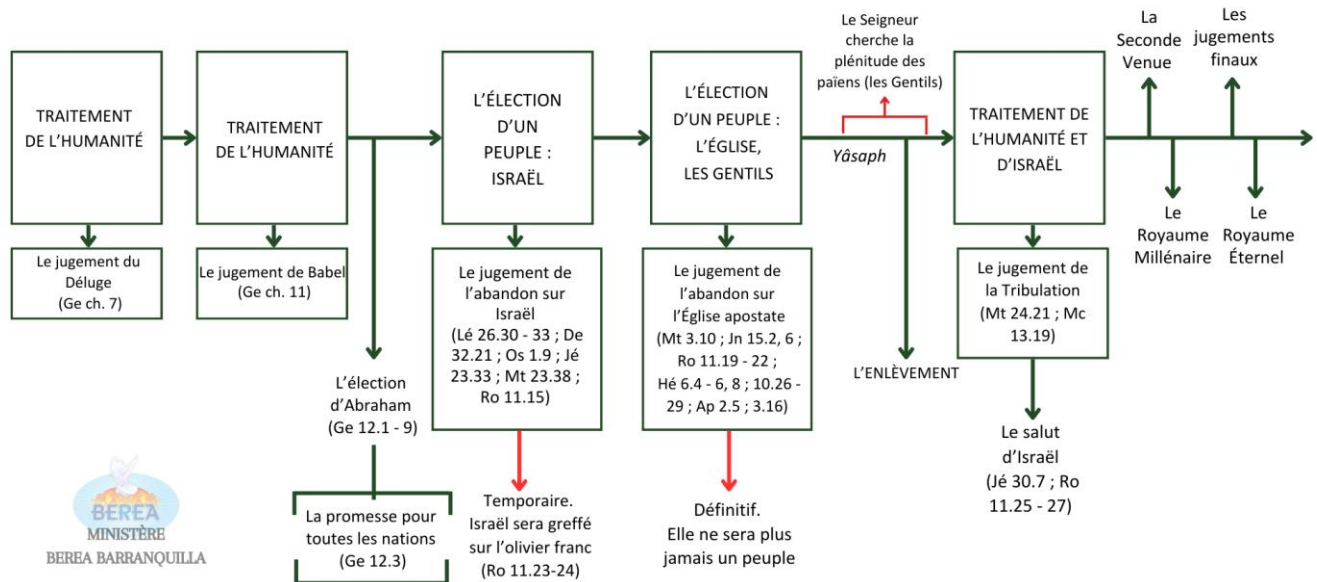 TRAITEMENT
DE L'HUMANITÉ
Le jugement du
Déluge
(Ge ch. 7)
TRAITEMENT
DE L'HUMANITÉ
Le jugement de Babel
(Ge ch. 11)
L'élection
d'Abraham
(Ge 12.1 - 9)
La promesse pour
toutes les nations
(Ge 12.3)
L'ÉLECTION
D'UN
PEUPLE :
ISRAËL
Le jugement de
l'abandon sur
Israël
(Lé 26.30 - 33 ; De
32.21 ; Os 1.9 ; Jé
23.33 ; Mt 23.38 ;
Ro 11.15)
Temporaire.
Israël sera greffé
sur l'olivier franc
(Ro 11.23-24)
L'ÉLECTION
D'UN PEUPLE :
L'ÉGLISE,
LES GENTILS
Le jugement de
l'abandon sur
l'Église apostate
(Mt 3.10 ; Jn 15.2, 6 ;
Ro 11.19 - 22 ;
Hé 6.4 - 6, 8 ; 10.26 -
29 ; Ap 2.5 ; 3.16)
Définitif.
Elle ne sera plus
jamais un peuple
Le Seigneur
cherche la
plénitude des
païens (les Gentils)
Yâsaph
L'ENLÈVEMENT
TRAITEMENT DE
L'HUMANITÉ ET
D'ISRAËL
Le jugement de
la Tribulation
(Mt 24.21 ; Mc
13.19)
Le salut
d'Israël
(Jé 30.7 ; Ro
11.25 - 27)
La
Seconde
Venue
Le
Royaume
Millénaire
Les
jugements
finaux
Le
Royaume
Éternel
BEREA
MINISTÈRE
BEREA BARRANQUILLA